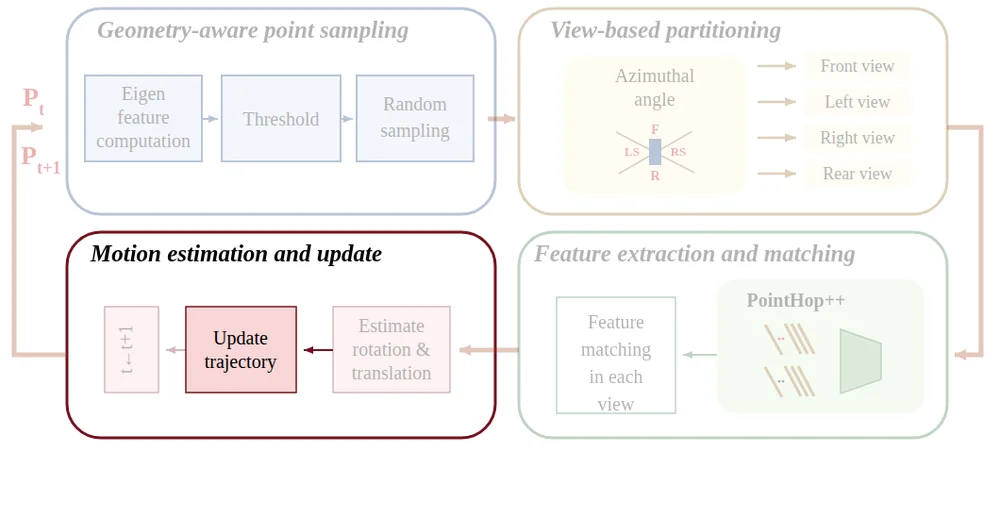 Geometry-aware point sampling
View-based partitioning
P_t
P_{t+1}
Eigen
feature
computation
Threshold
Random
sampling
Azimuthal
angle
F
LS
RS
R
Front view
Left view
Right view
Rear view
Motion estimation and update
Feature extraction and matching
t←t+1
Update
trajectory
Estimate
rotation &
translation
Feature
matching
in each
view
PointHop++
..
..